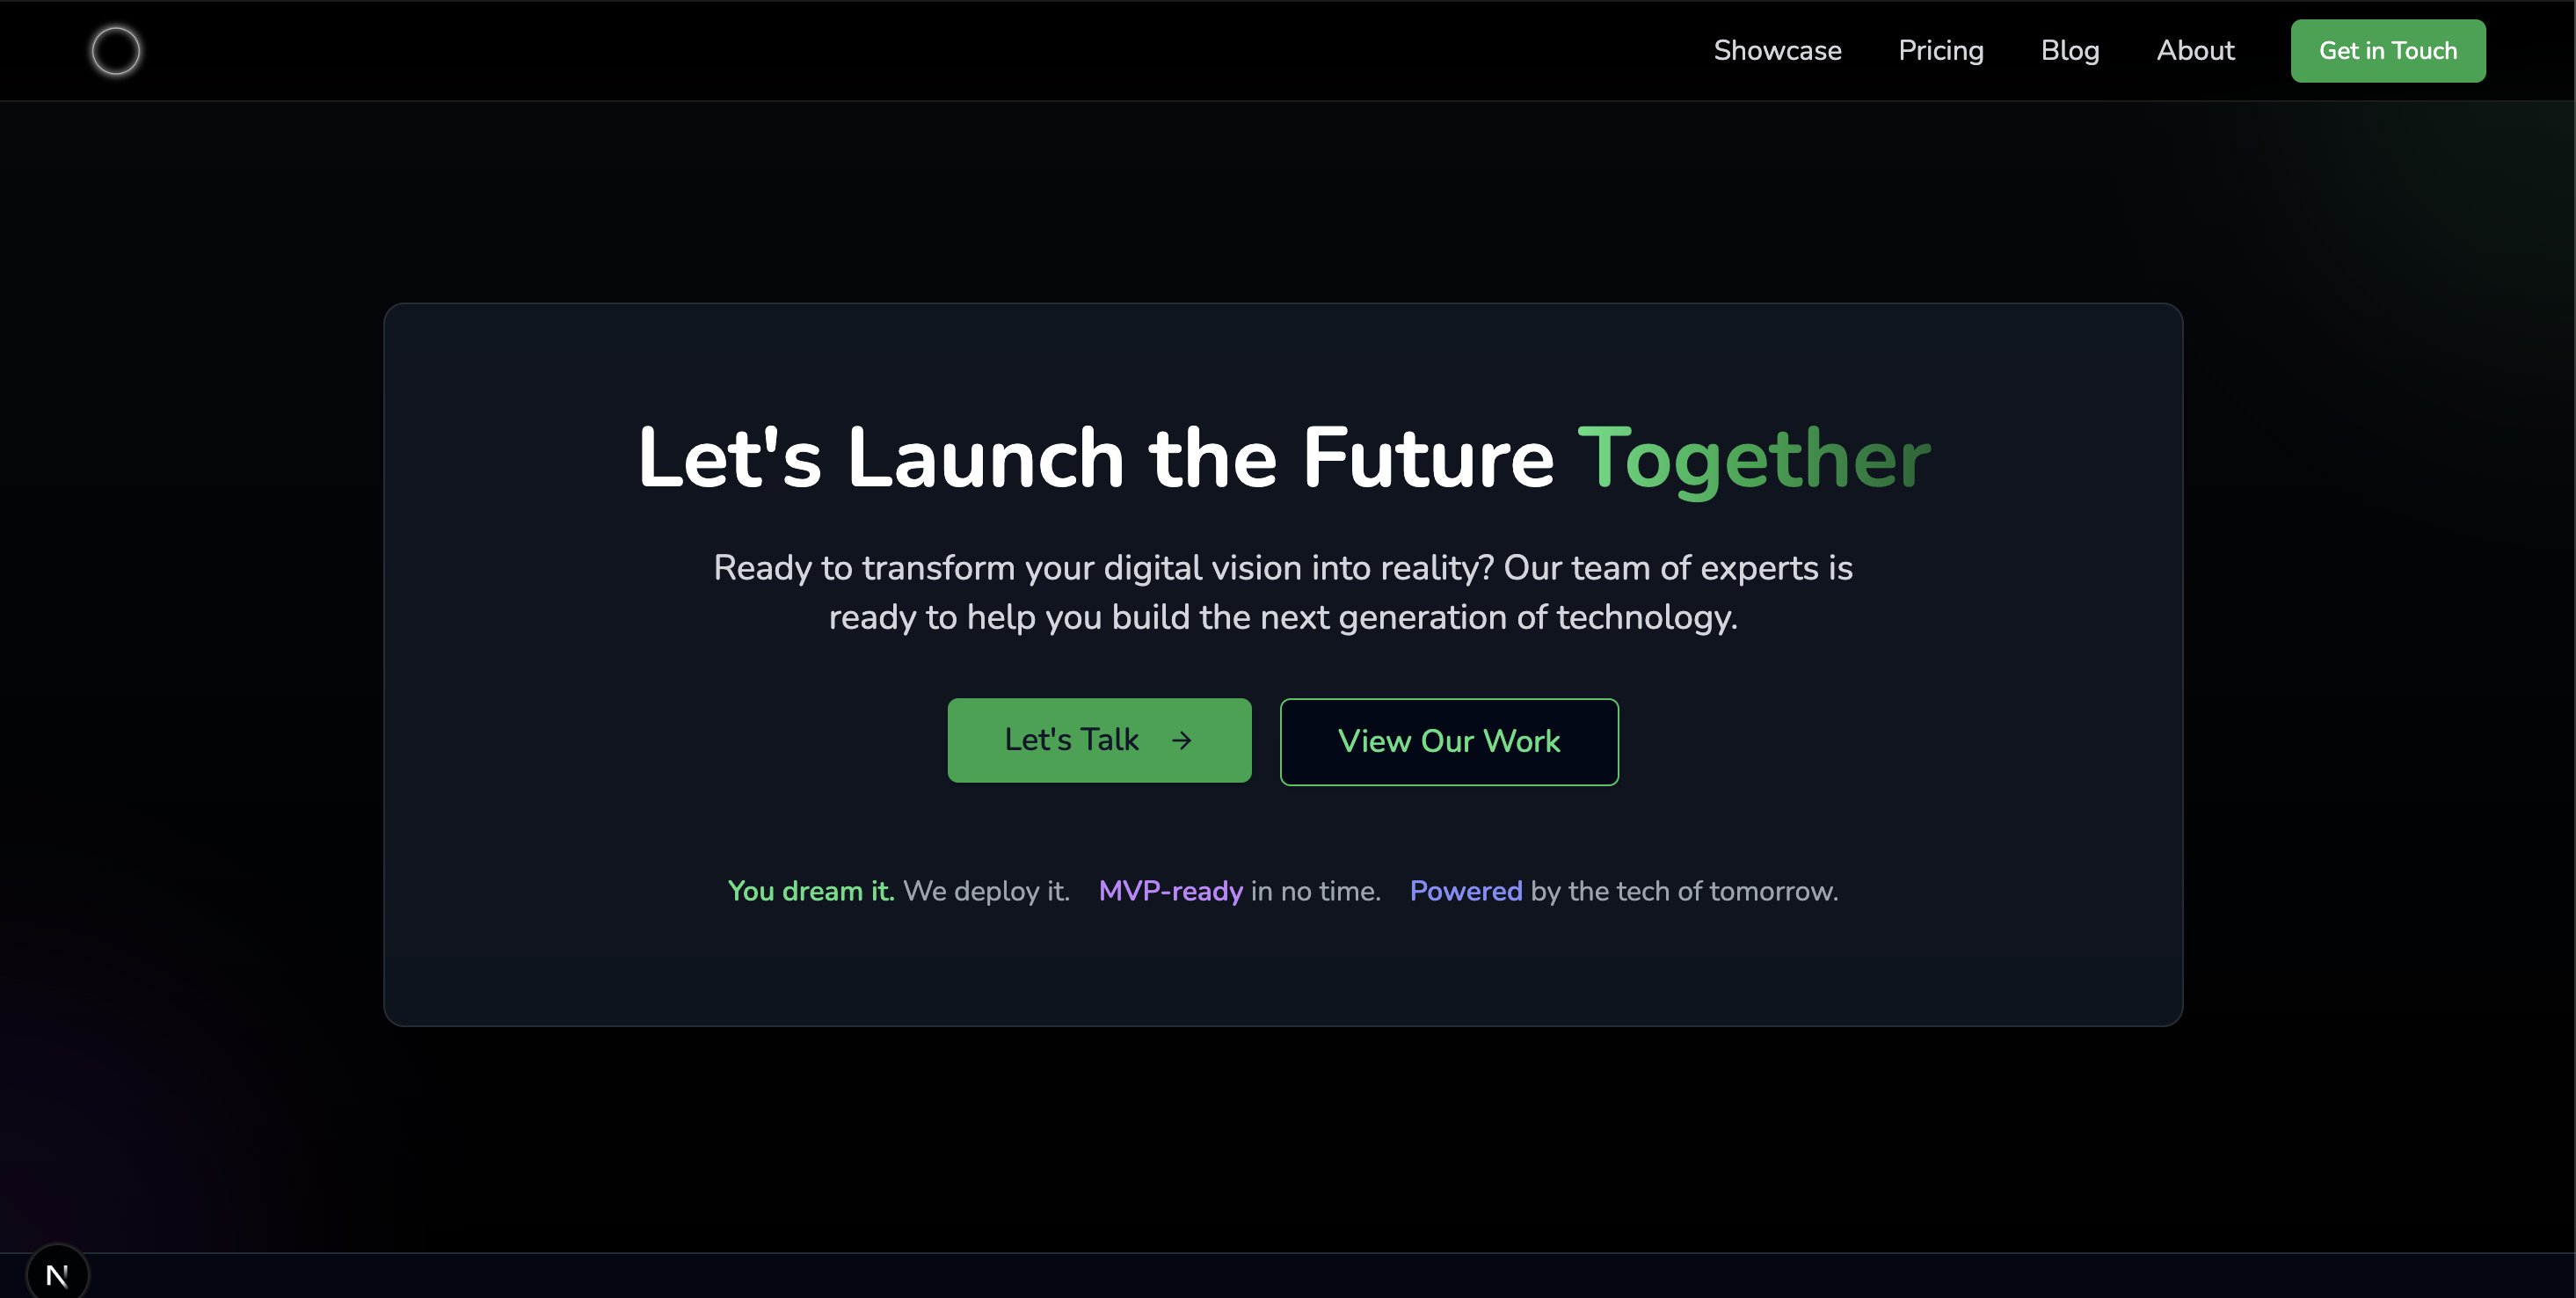 Showcase Pricing Blog About Get in Touch
Let's Launch the Future Together
Ready to transform your digital vision into reality? Our team of experts is
ready to help you build the next generation of technology.
Let's Talk → View Our Work
You dream it. We deploy it. MVP-ready in no time. Powered by the tech of tomorrow.
N